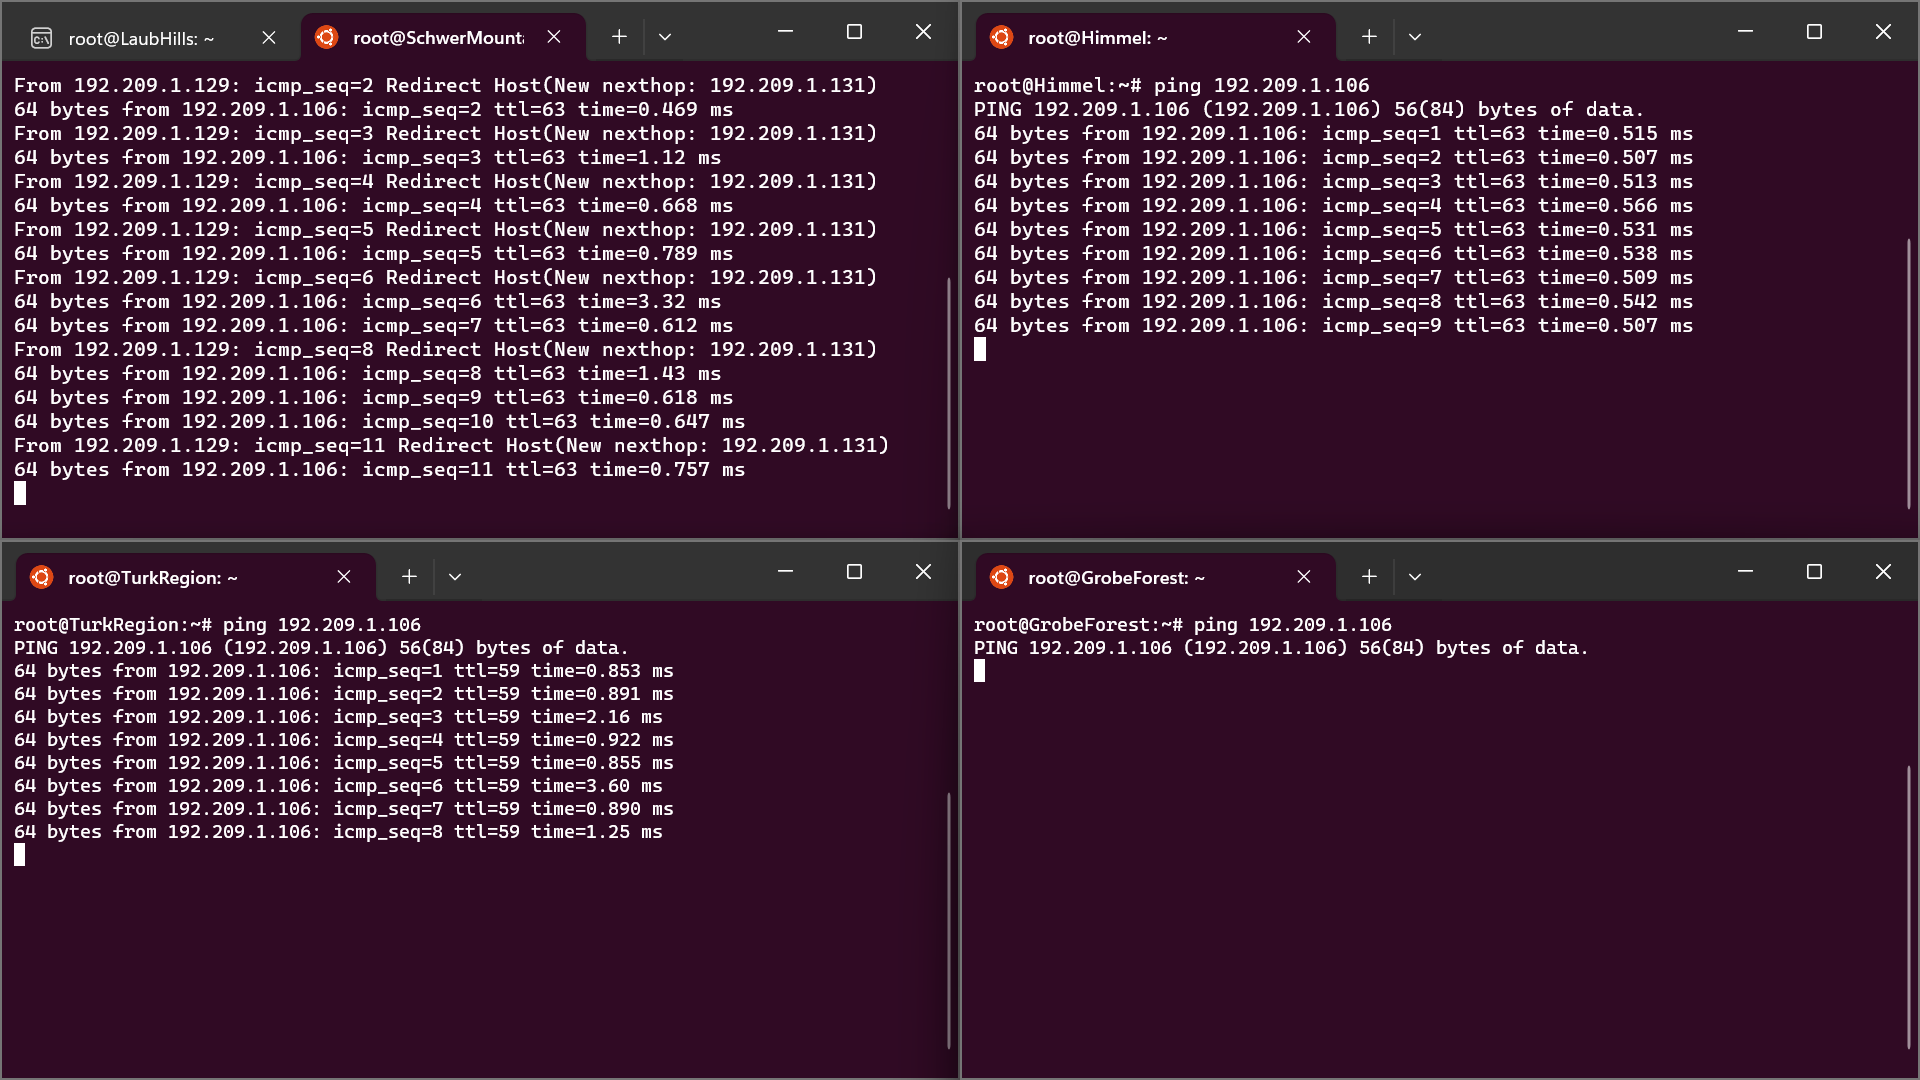 root@LaubHills: ~
root@SchwerMount
From 192.209.1.129: icmp_seq=2 Redirect Host(New nexthop: 192.209.1.131)
64 bytes from 192.209.1.106: icmp_seq=2 ttl=63 time=0.469 ms
From 192.209.1.129: icmp_seq=3 Redirect Host(New nexthop: 192.209.1.131)
64 bytes from 192.209.1.106: icmp_seq=3 ttl=63 time=1.12 ms
From 192.209.1.129: icmp_seq=4 Redirect Host(New nexthop: 192.209.1.131)
64 bytes from 192.209.1.106: icmp_seq=4 ttl=63 time=0.668 ms
From 192.209.1.129: icmp_seq=5 Redirect Host(New nexthop: 192.209.1.131)
64 bytes from 192.209.1.106: icmp_seq=5 ttl=63 time=0.789 ms
From 192.209.1.129: icmp_seq=6 Redirect Host(New nexthop: 192.209.1.131)
64 bytes from 192.209.1.106: icmp_seq=6 ttl=63 time=3.32 ms
64 bytes from 192.209.1.106: icmp_seq=7 ttl=63 time=0.612 ms
From 192.209.1.129: icmp_seq=8 Redirect Host(New nexthop: 192.209.1.131)
64 bytes from 192.209.1.106: icmp_seq=8 ttl=63 time=1.43 ms
64 bytes from 192.209.1.106: icmp_seq=9 ttl=63 time=0.618 ms
64 bytes from 192.209.1.106: icmp_seq=10 ttl=63 time=0.647 ms
From 192.209.1.129: icmp_seq=11 Redirect Host(New nexthop: 192.209.1.131)
64 bytes from 192.209.1.106: icmp_seq=11 ttl=63 time=0.757 ms
root@Himmel: ~
root@Himmel:~# ping 192.209.1.106
PING 192.209.1.106 (192.209.1.106) 56(84) bytes of data.
64 bytes from 192.209.1.106: icmp_seq=1 ttl=63 time=0.515 ms
64 bytes from 192.209.1.106: icmp_seq=2 ttl=63 time=0.507 ms
64 bytes from 192.209.1.106: icmp_seq=3 ttl=63 time=0.513 ms
64 bytes from 192.209.1.106: icmp_seq=4 ttl=63 time=0.566 ms
64 bytes from 192.209.1.106: icmp_seq=5 ttl=63 time=0.531 ms
64 bytes from 192.209.1.106: icmp_seq=6 ttl=63 time=0.538 ms
64 bytes from 192.209.1.106: icmp_seq=7 ttl=63 time=0.509 ms
64 bytes from 192.209.1.106: icmp_seq=8 ttl=63 time=0.542 ms
64 bytes from 192.209.1.106: icmp_seq=9 ttl=63 time=0.507 ms
root@TurkRegion: ~
root@TurkRegion:~# ping 192.209.1.106
PING 192.209.1.106 (192.209.1.106) 56(84) bytes of data.
64 bytes from 192.209.1.106: icmp_seq=1 ttl=59 time=0.853 ms
64 bytes from 192.209.1.106: icmp_seq=2 ttl=59 time=0.891 ms
64 bytes from 192.209.1.106: icmp_seq=3 ttl=59 time=2.16 ms
64 bytes from 192.209.1.106: icmp_seq=4 ttl=59 time=0.922 ms
64 bytes from 192.209.1.106: icmp_seq=5 ttl=59 time=0.855 ms
64 bytes from 192.209.1.106: icmp_seq=6 ttl=59 time=3.60 ms
64 bytes from 192.209.1.106: icmp_seq=7 ttl=59 time=0.890 ms
64 bytes from 192.209.1.106: icmp_seq=8 ttl=59 time=1.25 ms
root@GrobeForest: ~
root@GrobeForest:~# ping 192.209.1.106
PING 192.209.1.106 (192.209.1.106) 56(84) bytes of data.